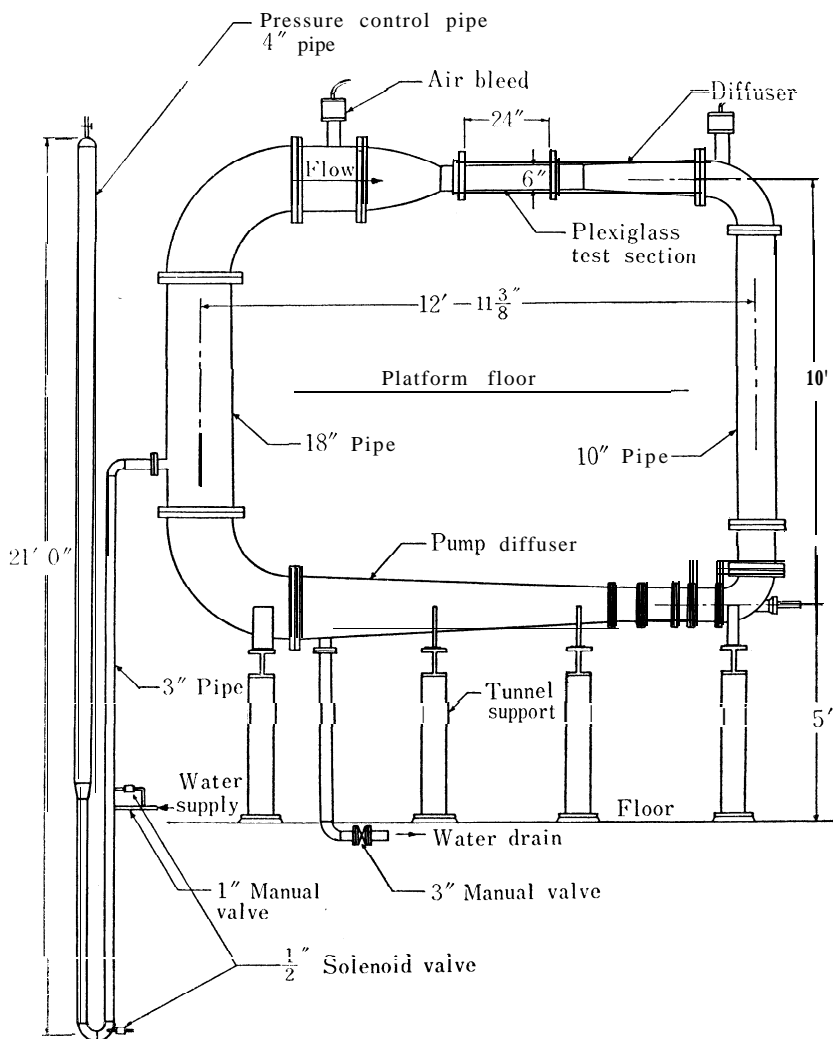 Pressure control pipe
4" pipe
Air bleed
Diffuser
24"
Flow
6"
Plexiglass
test section
12' – 11 3/8"
Platform floor
10'
18" Pipe
10" Pipe
21' 0"
Pump diffuser
3" Pipe
Tunnel
support
5'
Water
supply
Floor
Water drain
1" Manual
valve
3" Manual valve
1/2" Solenoid valve